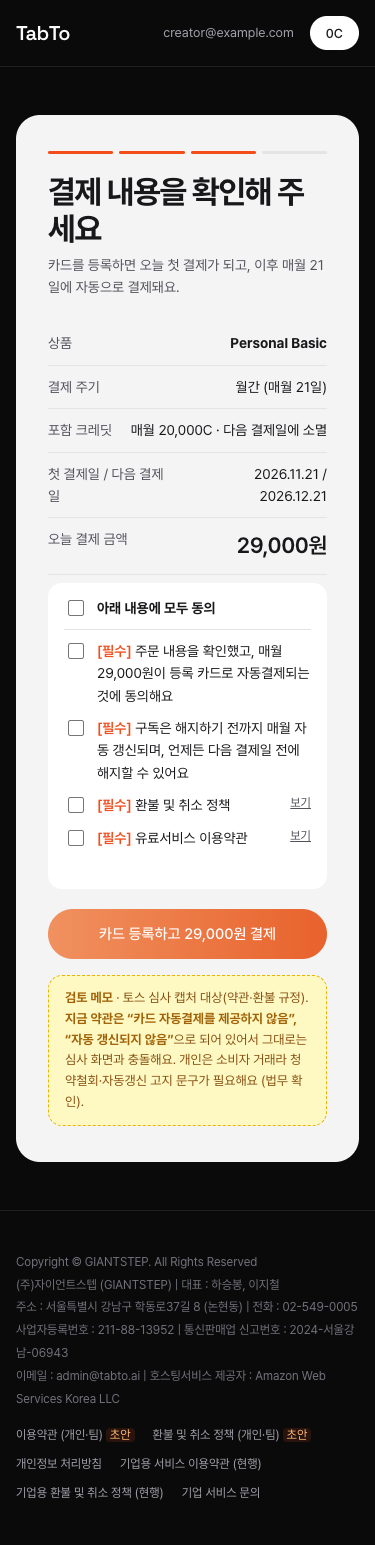 TabTo
creator@example.com
0C
결제 내용을 확인해 주
세요
카드를 등록하면 오늘 첫 결제가 되고, 이후 매월 21
일에 자동으로 결제돼요.
상품 Personal Basic
결제 주기 월간 (매월 21일)
포함 크레딧 매월 20,000C · 다음 결제일에 소멸
첫 결제일 / 다음 결제
일
2026.11.21 /
2026.12.21
오늘 결제 금액 29,000원
아래 내용에 모두 동의
[필수] 주문 내용을 확인했고, 매월
29,000원이 등록 카드로 자동결제되는
것에 동의해요
[필수] 구독은 해지하기 전까지 매월 자
동 갱신되며, 언제든 다음 결제일 전에
해지할 수 있어요
[필수] 환불 및 취소 정책 보기
[필수] 유료서비스 이용약관 보기
카드 등록하고 29,000원 결제
검토 메모 · 토스 심사 캡처 대상(약관·환불 규정).
지금 약관은 “카드 자동결제를 제공하지 않음”,
“자동 갱신되지 않음”으로 되어 있어서 그대로는
심사 화면과 충돌해요. 개인은 소비자 거래라 청
약철회·자동갱신 고지 문구가 필요해요 (법무 확
인).
Copyright © GIANTSTEP. All Rights Reserved
(주)자이언트스텝 (GIANTSTEP) | 대표 : 하승봉, 이지철
주소 : 서울특별시 강남구 학동로37길 8 (논현동) | 전화 : 02-549-0005
사업자등록번호 : 211-88-13952 | 통신판매업 신고번호 : 2024-서울강
남-06943
이메일 : admin@tabto.ai | 호스팅서비스 제공자 : Amazon Web
Services Korea LLC
이용약관 (개인·팀) 초안 환불 및 취소 정책 (개인·팀) 초안
개인정보 처리방침 기업용 서비스 이용약관 (현행)
기업용 환불 및 취소 정책 (현행) 기업 서비스 문의